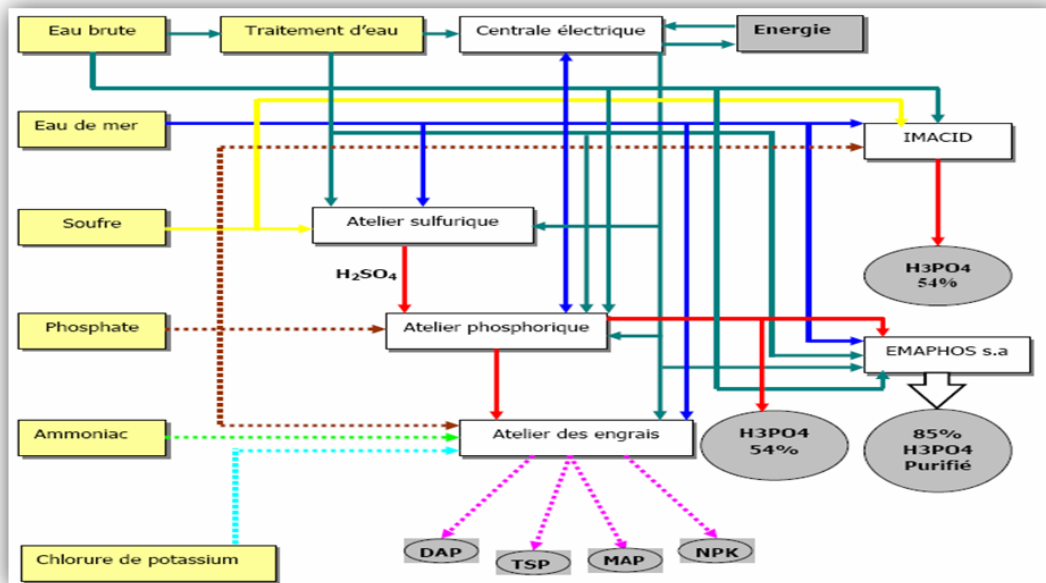 Eau brute
Traitement d'eau
Centrale électrique
Energie
Eau de mer
IMACID
Soufre
Atelier sulfurique
H₂SO₄
H3PO4
54%
Phosphate
Atelier phosphorique
EMAPHOS s.a
Ammoniac
Atelier des engrais
H3PO4
54%
85%
H3PO4
Purifié
DAP
TSP
MAP
NPK
Chlorure de potassium